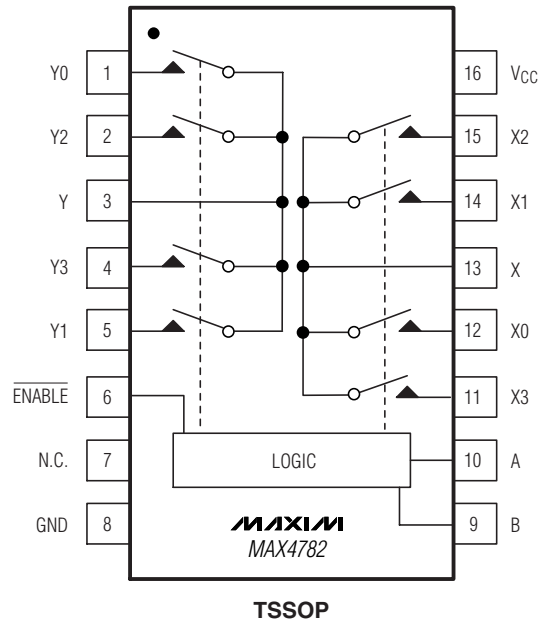 Y0 1
16 VCC
Y2 2
15 X2
Y 3
14 X1
Y3 4
13 X
Y1 5
12 X0
ENABLE 6
11 X3
N.C. 7
LOGIC
10 A
GND 8
9 B
MAXIM
MAX4782
TSSOP